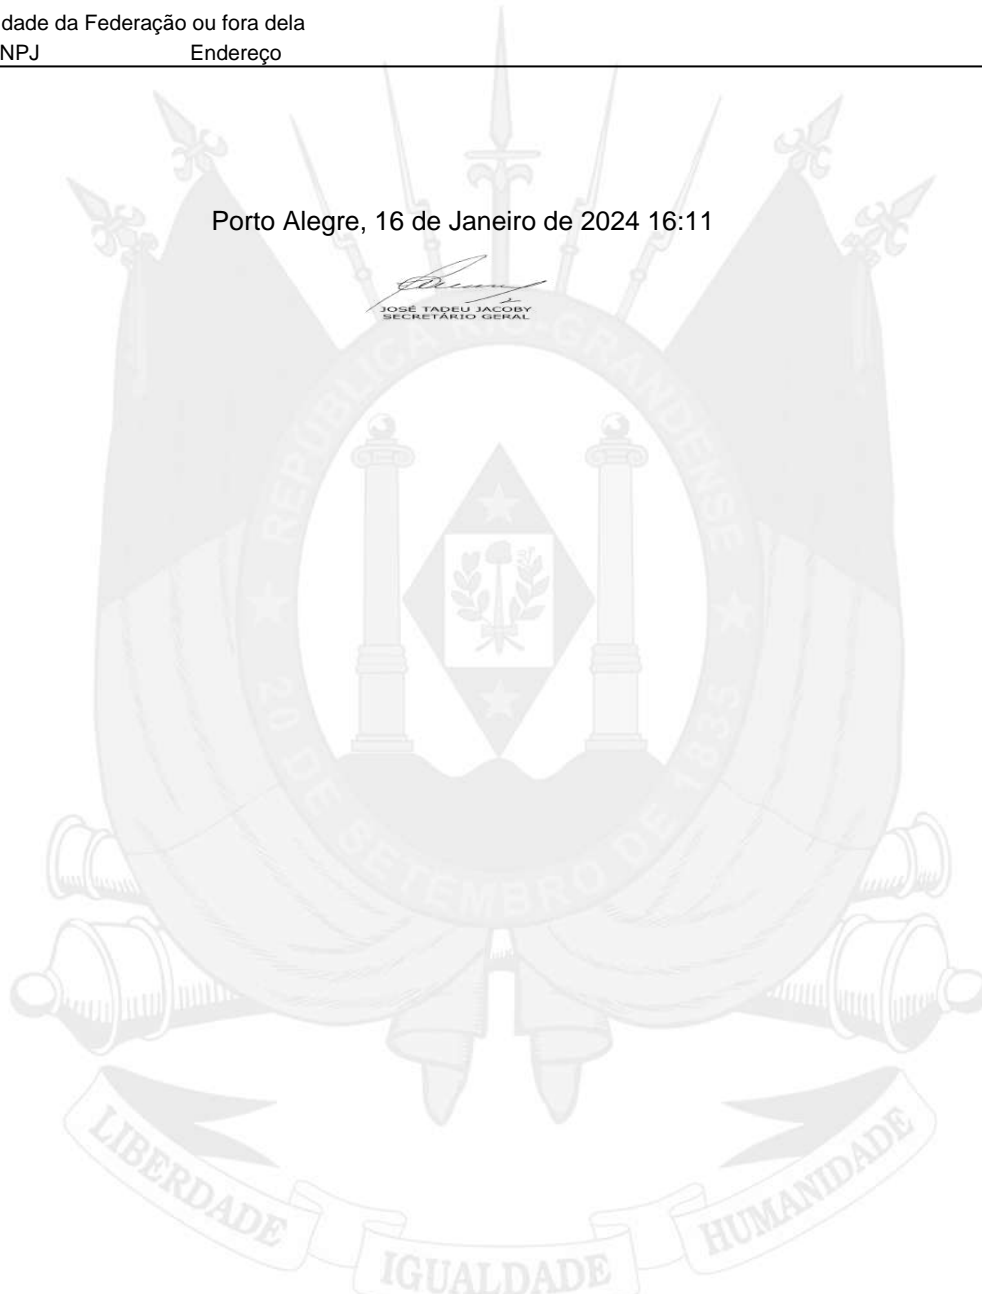 dade da Federação ou fora dela
NPJ Endereço
Porto Alegre, 16 de Janeiro de 2024 16:11
JOSÉ TADEU JACOBY
SECRETÁRIO GERAL
REPÚBLICA RIO-GRANDENSE
20 DE SETEMBRO DE 1835
LIBERDADE
IGUALDADE
HUMANIDADE